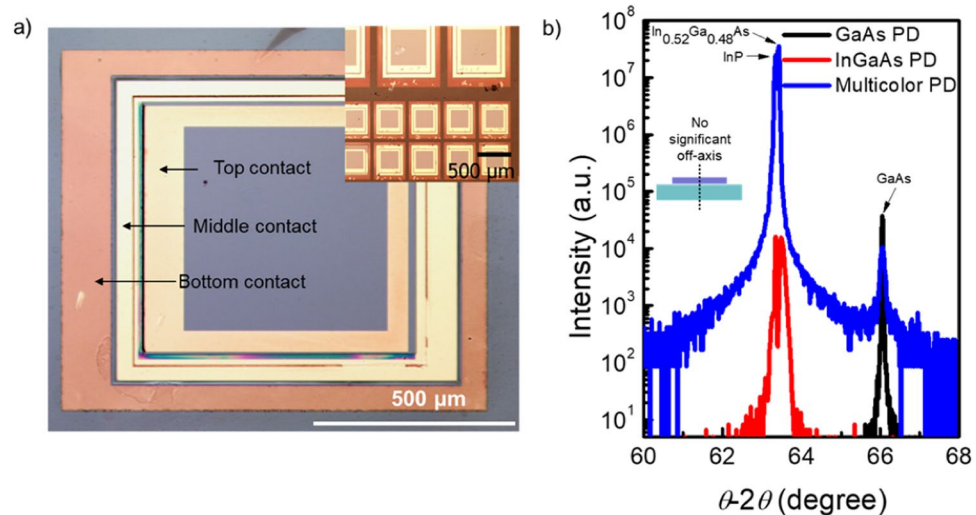 a)
Top contact
Middle contact
Bottom contact
500 μm
500 μm
b)
In0.52Ga0.48As
InP
GaAs PD
InGaAs PD
Multicolor PD
No
significant
off-axis
GaAs
Intensity (a.u.)
10⁸
10⁷
10⁶
10⁵
10⁴
10³
10²
10¹
60 62 64 66 68
θ-2θ (degree)